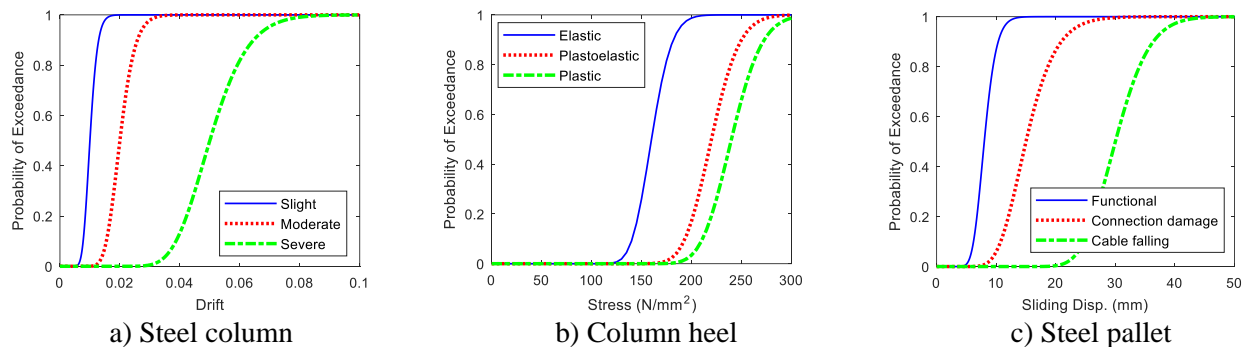 Probability of Exceedance
1
0.8
0.6
0.4
0.2
0
0
0.02
0.04
0.06
0.08
0.1
Drift
Slight
Moderate
Severe
a) Steel column
Probability of Exceedance
1
0.8
0.6
0.4
0.2
0
0
50
100
150
200
250
300
Stress (N/mm²)
Elastic
Plastoelastic
Plastic
b) Column heel
Probability of Exceedance
1
0.8
0.6
0.4
0.2
0
0
10
20
30
40
50
Sliding Disp. (mm)
Functional
Connection damage
Cable falling
c) Steel pallet